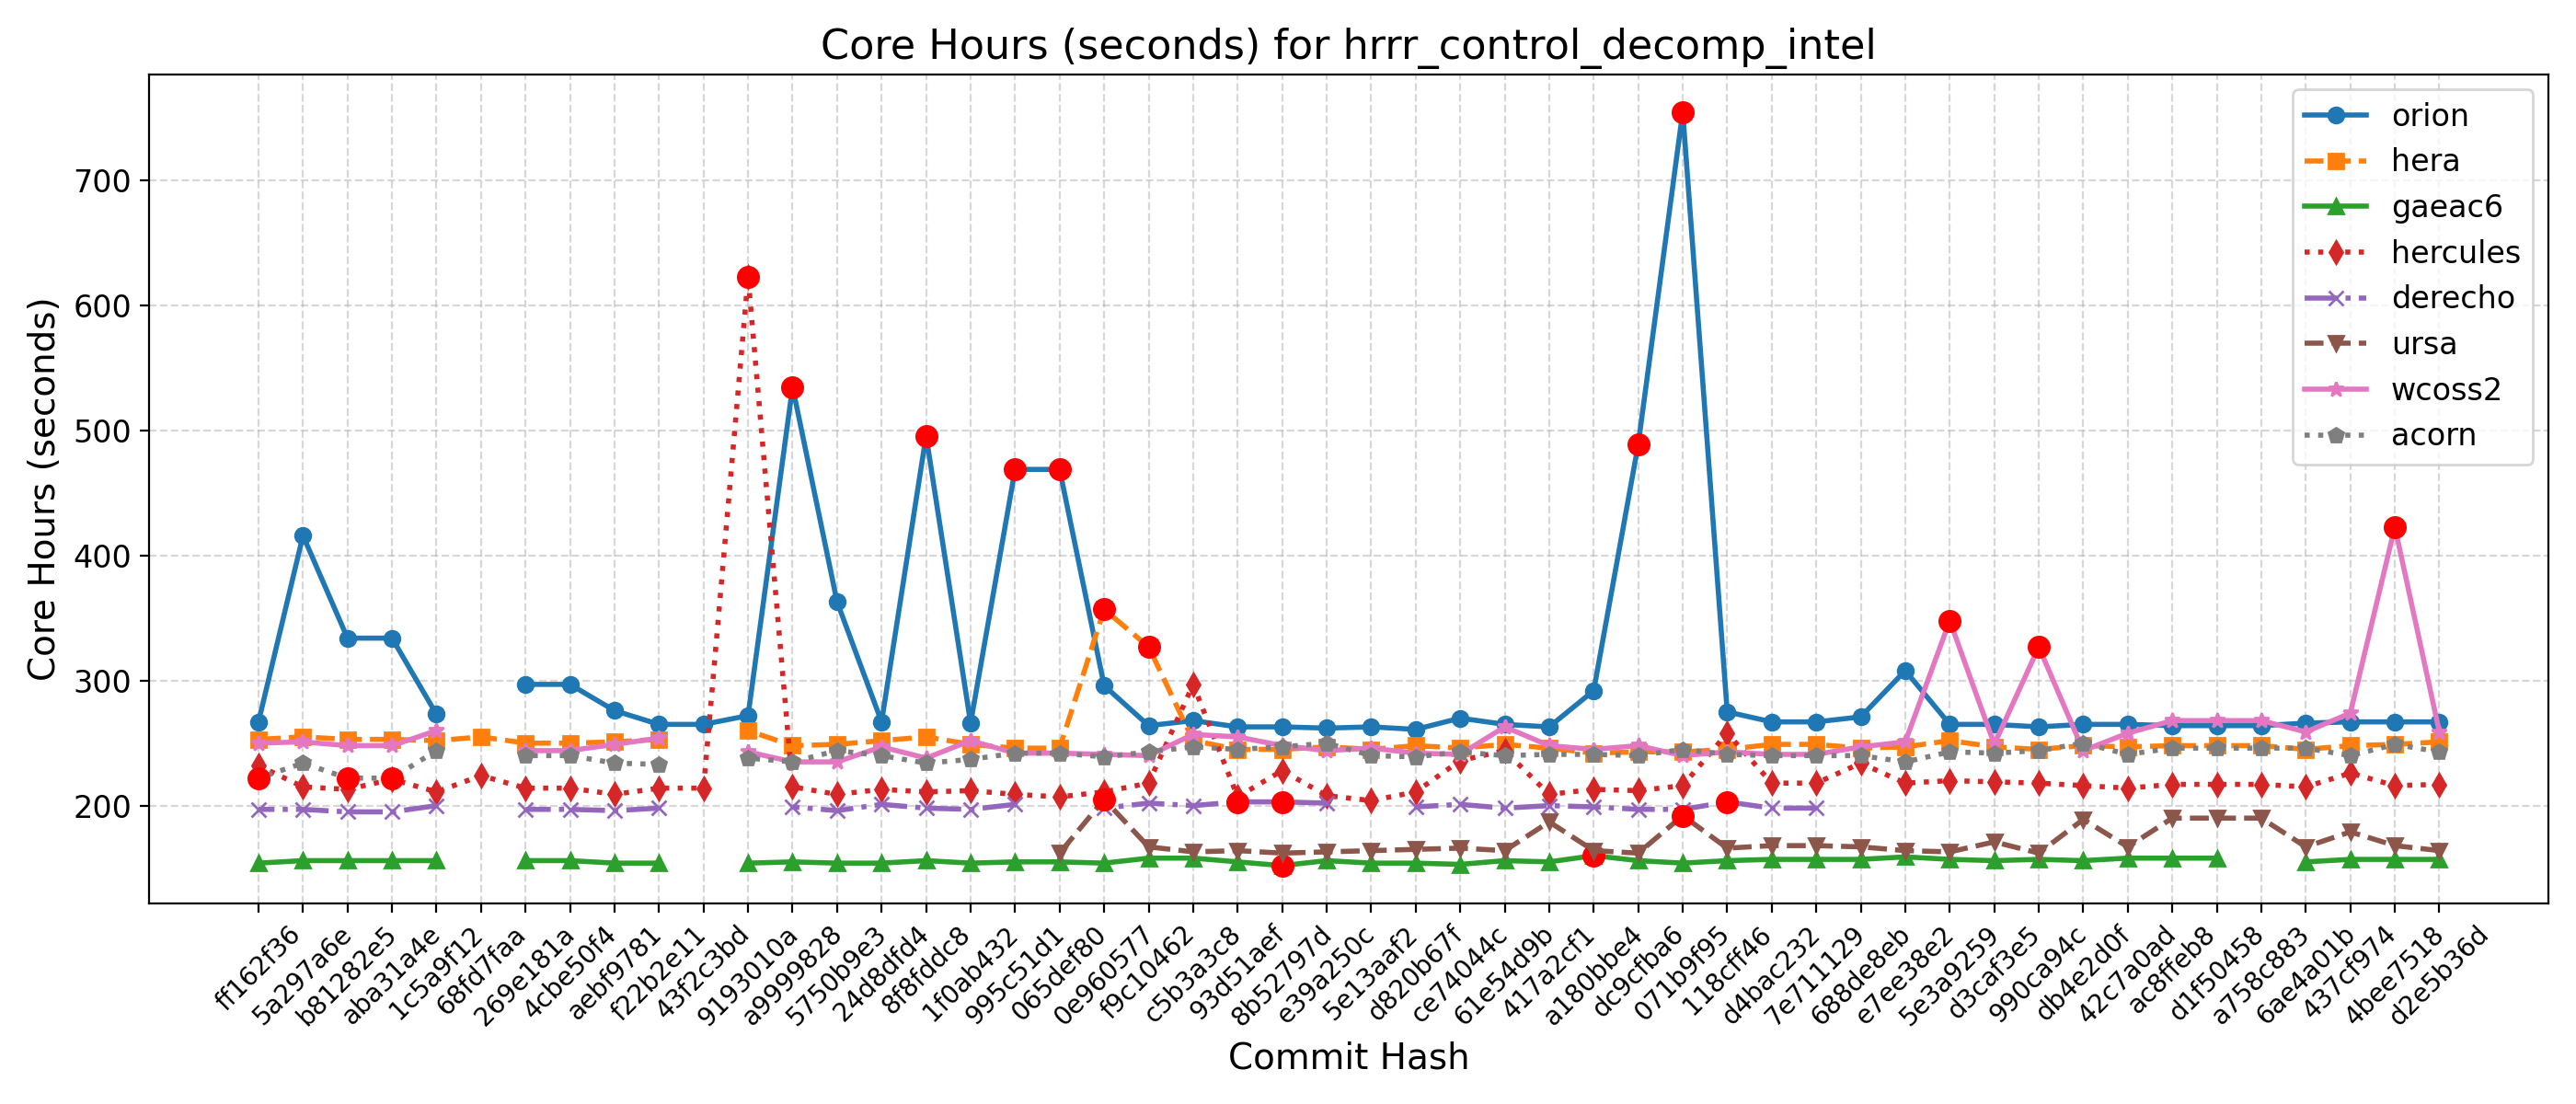 Core Hours (seconds) for hrrr_control_decomp_intel
Core Hours (seconds)
700
600
500
400
300
200
orion
hera
gaeac6
hercules
derecho
ursa
wcoss2
acorn
ff162f36
5a297a6e
b81282e5
aba31a4e
1c5a9f12
68fd7faa
269e181a
4cbe50f4
aebf9781
f22b2e11
43f2c3bd
9193010a
a9999828
5750b9e3
24d8dfd4
8f8fddc8
1f0ab432
995c51d1
065def80
0e960577
f9c10462
c5b3a3c8
93d51aef
8b52797d
e39a250c
5e13aaf2
d820b67f
ce74044c
61e54d9b
417a2cf1
a180bbe4
dc9cfba6
071b9f95
118cff46
d4bac232
7e711129
688de8eb
e7ee38e2
5e3a9259
d3caf3e5
990ca94c
db4e2d0f
42c7a0ad
ac8ffeb8
d1f50458
a758c883
6ae4a01b
437cf974
4bee7518
d2e5b36d
Commit Hash